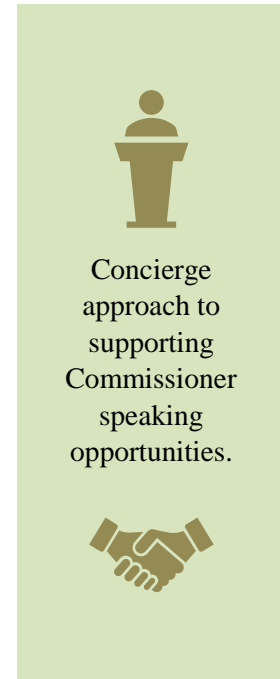 Concierge
approach to
supporting
Commissioner
speaking
opportunities.